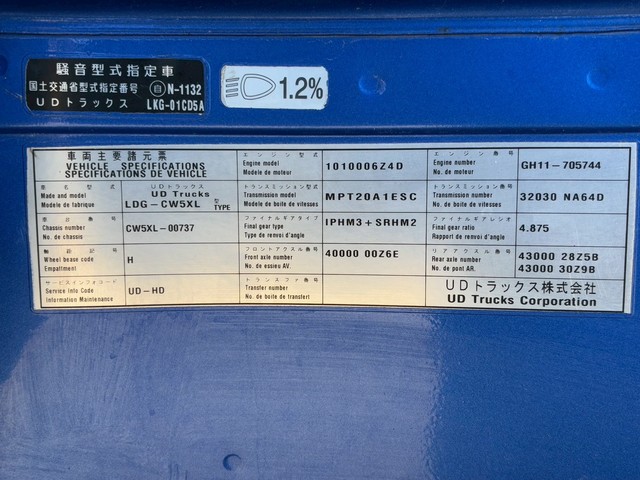 騒音型式指定車
国土交通省型式指定番号 自 N-1132
UDトラックス LKG-01CD5A
1.2%
車両主要諸元票
VEHICLE SPECIFICATIONS
SPECIFICATIONS DE VEHICLE
エンジン型式
Engine model
Modele de moteur
1010006Z4D
エンジン番号
Engine number
No. de moteur
GH11-705744
車名型式
Made and model
Modele de fabrique
UDトラックス
UD Trucks
LDG-CW5XL 型 TYPE
トランスミッション型式
Transmission model
Modele de boite de vitesses
MPT20A1ESC
トランスミッション番号
Transmission number
No. de boite de vitesses
32030 NA64D
車台番号
Chassis number
No. de chassis
CW5XL-00737
ファイナルギアタイプ
Final gear type
Type de renvoi d'angle
IPHM3+SRHM2
ファイナルギアレシオ
Final gear ratio
Rapport de renvoi d'angle
4.875
軸距記号
Wheel bease code
Empattment
H
フロントアクスル番号
Front axle number
No. de essieu AV.
40000 00Z6E
リアアクスル番号
Rear axle number
No. de pont AR.
43000 28Z5B
43000 30Z9B
サービスインフォコード
Service Info Code
Information Maintenance
UD-HD
トランスファ番号
Transfer number
No. de boite de transfert
UDトラックス株式会社
UD Trucks Corporation